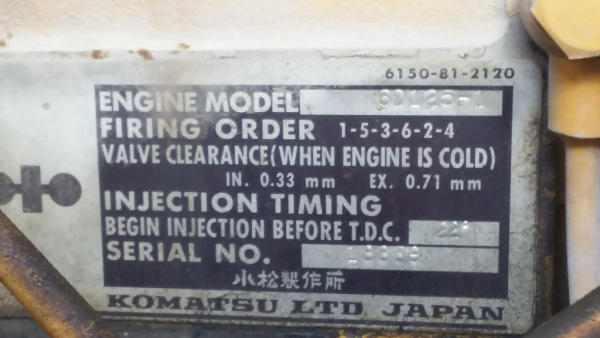 6150-81-2120
ENGINE MODEL 6D125-1
FIRING ORDER 1-5-3-6-2-4
VALVE CLEARANCE(WHEN ENGINE IS COLD)
IN. 0.33 mm EX. 0.71 mm
INJECTION TIMING
BEGIN INJECTION BEFORE T.D.C.
SERIAL NO.
小松製作所
KOMATSU LTD. JAPAN